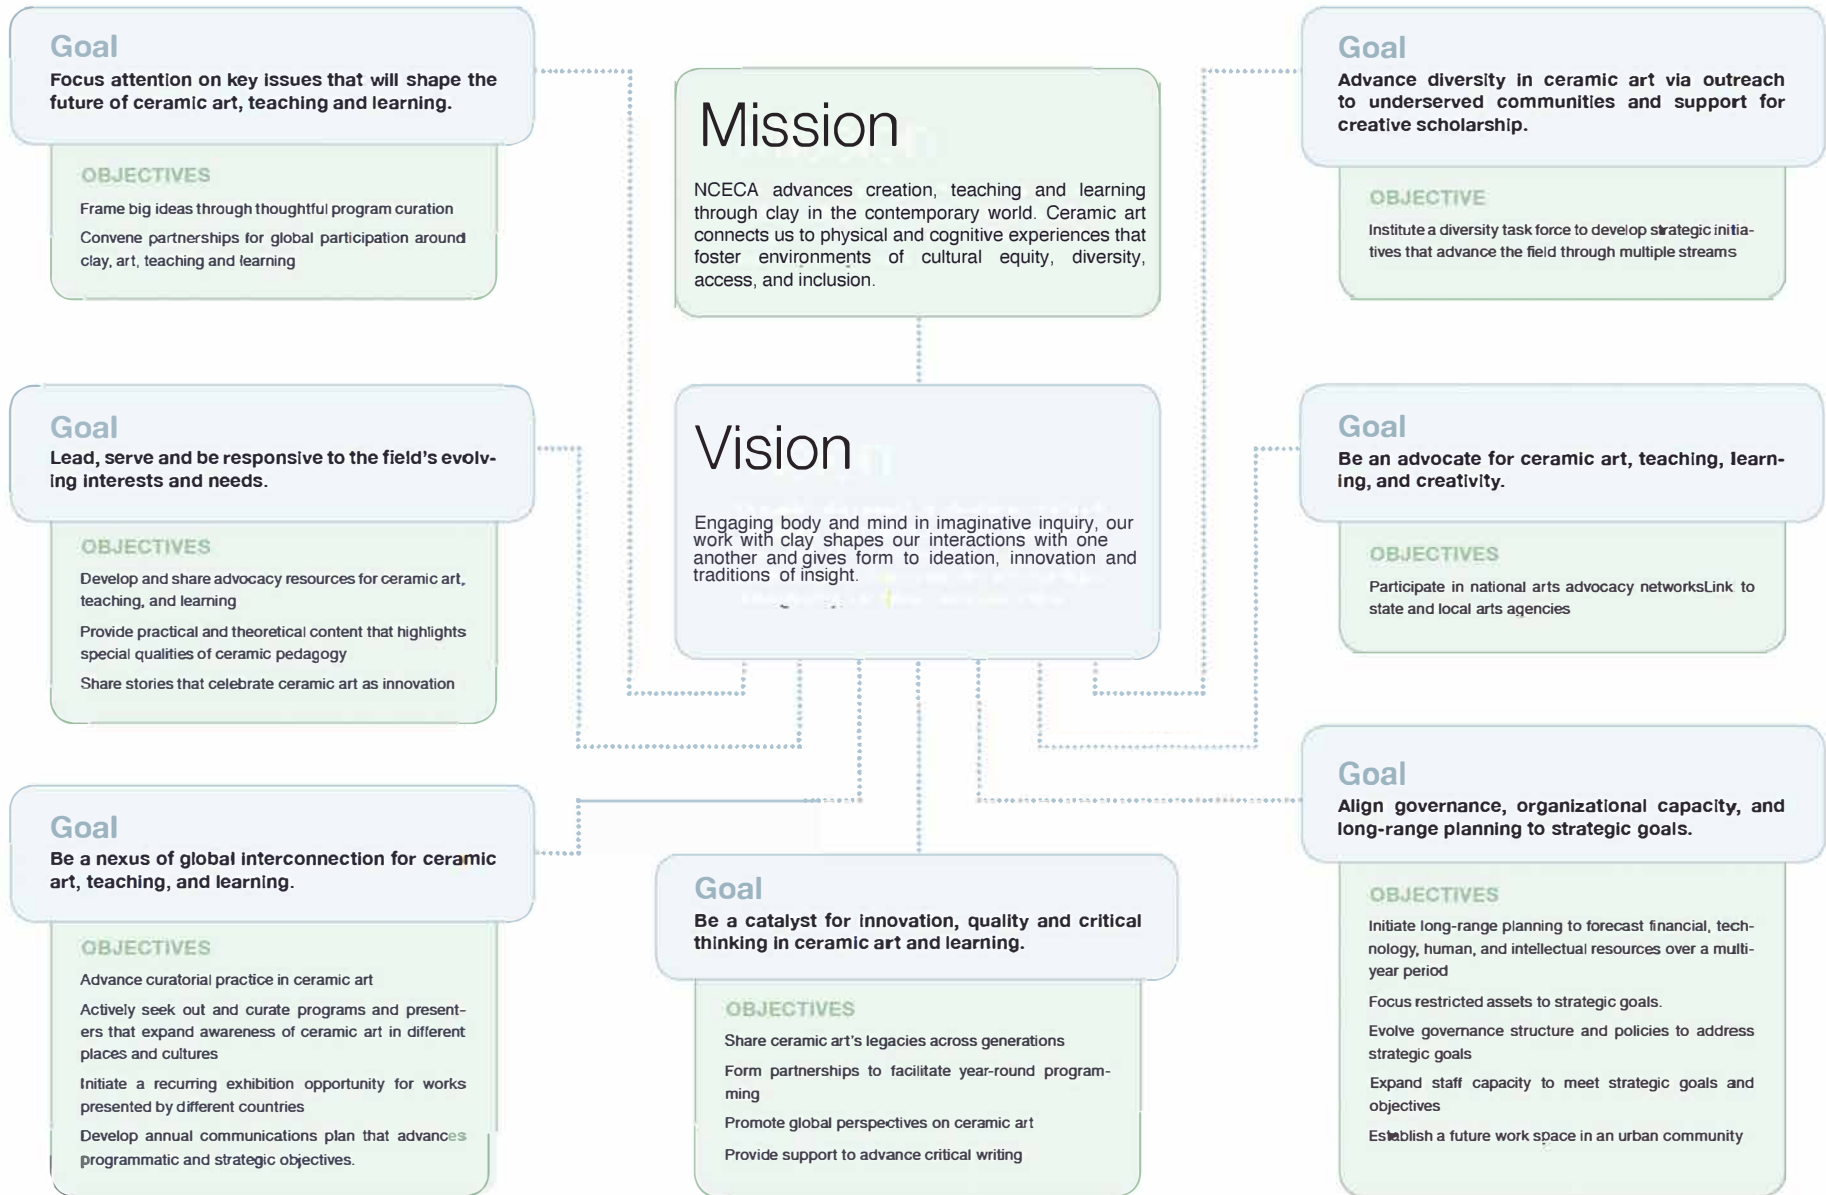 Goal
Focus attention on key issues that will shape the
future of ceramic art, teaching and learning.
OBJECTIVES
Frame big ideas through thoughtful program curation
Convene partnerships for global participation around
clay, art, teaching and learning
Goal
Lead, serve and be responsive to the field's evolv-
ing interests and needs.
OBJECTIVES
Develop and share advocacy resources for ceramic art,
teaching, and learning
Provide practical and theoretical content that highlights
special qualities of ceramic pedagogy
Share stories that celebrate ceramic art as innovation
Goal
Be a nexus of global interconnection for ceramic
art, teaching, and learning.
OBJECTIVES
Advance curatorial practice in ceramic art
Actively seek out and curate programs and present-
ers that expand awareness of ceramic art in different
places and cultures
Initiate a recurring exhibition opportunity for works
presented by different countries
Develop annual communications plan that advances
programmatic and strategic objectives.
Mission
NCECA advances creation, teaching and learning
through clay in the contemporary world. Ceramic art
connects us to physical and cognitive experiences that
foster environments of cultural equity, diversity,
access, and inclusion.
Vision
Engaging body and mind in imaginative inquiry, our
work with clay shapes our interactions with one
another and gives form to ideation, innovation and
traditions of insight.
Goal
Be a catalyst for innovation, quality and critical
thinking in ceramic art and learning.
OBJECTIVES
Share ceramic art's legacies across generations
Form partnerships to facilitate year-round program-
ming
Promote global perspectives on ceramic art
Provide support to advance critical writing
Goal
Advance diversity in ceramic art via outreach
to underserved communities and support for
creative scholarship.
OBJECTIVE
Institute a diversity task force to develop strategic initia-
tives that advance the field through multiple streams
Goal
Be an advocate for ceramic art, teaching, learn-
ing, and creativity.
OBJECTIVES
Participate in national arts advocacy networksLink to
state and local arts agencies
Goal
Align governance, organizational capacity, and
long-range planning to strategic goals.
OBJECTIVES
Initiate long-range planning to forecast financial, tech-
nology, human, and intellectual resources over a multi-
year period
Focus restricted assets to strategic goals.
Evolve governance structure and policies to address
strategic goals
Expand staff capacity to meet strategic goals and
objectives
Establish a future work space in an urban community